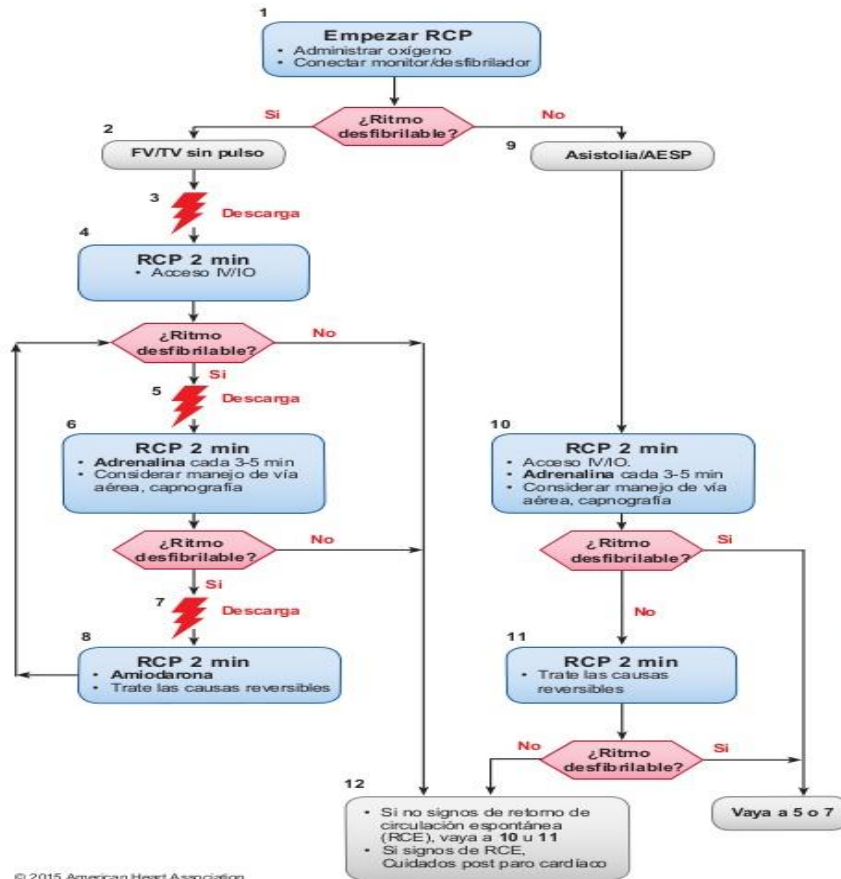 1
Empezar RCP
• Administrar oxígeno
• Conectar monitor/desfibrilador
Si
¿Ritmo
desfibrilable?
No
2
FV/TV sin pulso
9
Asistolia/AESP
3
Descarga
4
RCP 2 min
• Acceso IV/IO
¿Ritmo
desfibrilable?
No
Si
5
Descarga
6
RCP 2 min
• Adrenalina cada 3-5 min
• Considerar manejo de vía
aérea, capnografía
10
RCP 2 min
• Acceso IV/IO.
• Adrenalina cada 3-5 min
• Considerar manejo de vía
aérea, capnografía
¿Ritmo
desfibrilable?
No
Si
¿Ritmo
desfibrilable?
Si
No
7
Descarga
8
RCP 2 min
• Amiodarona
• Trate las causas reversibles
11
RCP 2 min
• Trate las causas
reversibles
No
¿Ritmo
desfibrilable?
Si
12
• Si no signos de retorno de
circulación espontánea
(RCE), vaya a 10 u 11
• Si signos de RCE,
Cuidados post paro cardíaco
Vaya a 5 o 7
© 2015 American Heart Association